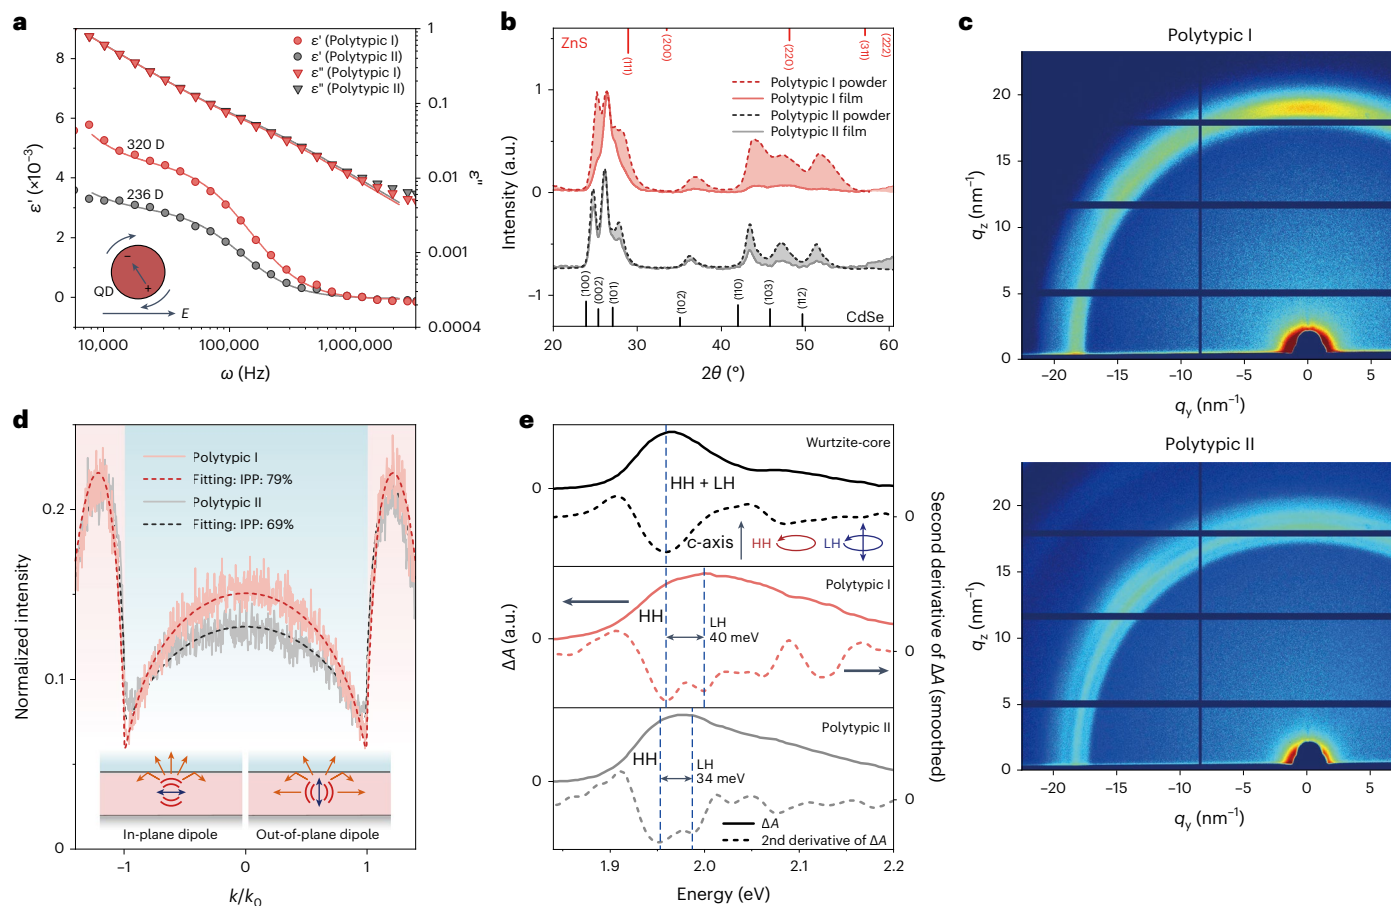 a
ε' (Polytypic I)
ε' (Polytypic II)
ε" (Polytypic I)
ε" (Polytypic II)
8
6
4
2
0
ε' (×10⁻³)
320 D
236 D
QD
−
+
E
1
0.1
0.01
0.001
0.0004
ε"
10,000
100,000
1,000,000
ω (Hz)
b
ZnS
(111)
(200)
(220)
(311)
(222)
Polytypic I powder
Polytypic I film
Polytypic II powder
Polytypic II film
1
0
−1
Intensity (a.u.)
(100)
(002)
(101)
(102)
(110)
(103)
(112)
CdSe
20
30
40
50
60
2θ (°)
c
Polytypic I
20
15
10
5
0
q_z (nm⁻¹)
−20
−15
−10
−5
0
5
q_y (nm⁻¹)
Polytypic II
20
15
10
5
0
q_z (nm⁻¹)
−20
−15
−10
−5
0
5
q_y (nm⁻¹)
d
Polytypic I
Fitting: IPP: 79%
Polytypic II
Fitting: IPP: 69%
0.2
0.1
0
Normalized intensity
In-plane dipole
Out-of-plane dipole
−1
0
1
k/k₀
e
Wurtzite-core
0
HH + LH
0
c-axis
HH
LH
Polytypic I
HH
LH
40 meV
0
0
ΔA (a.u.)
Second derivative of ΔA (smoothed)
Polytypic II
HH
LH
34 meV
0
0
ΔA
2nd derivative of ΔA
1.9
2.0
2.1
2.2
Energy (eV)